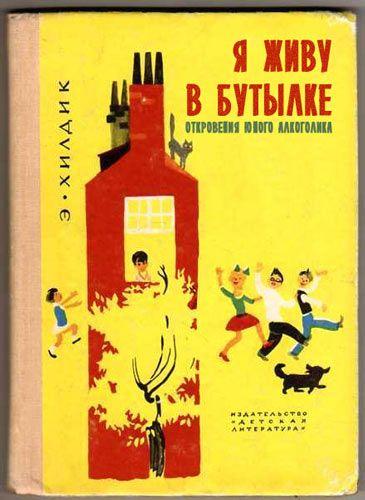 Я ЖИВУ
В БУТЫЛКЕ
ОТКРОВЕНИЯ ЮНОГО АЛКОГОЛИКА
Э·ХИЛДИК
ИЗДАТЕЛЬСТВО
"ДЕТСКАЯ
ЛИТЕРАТУРА"